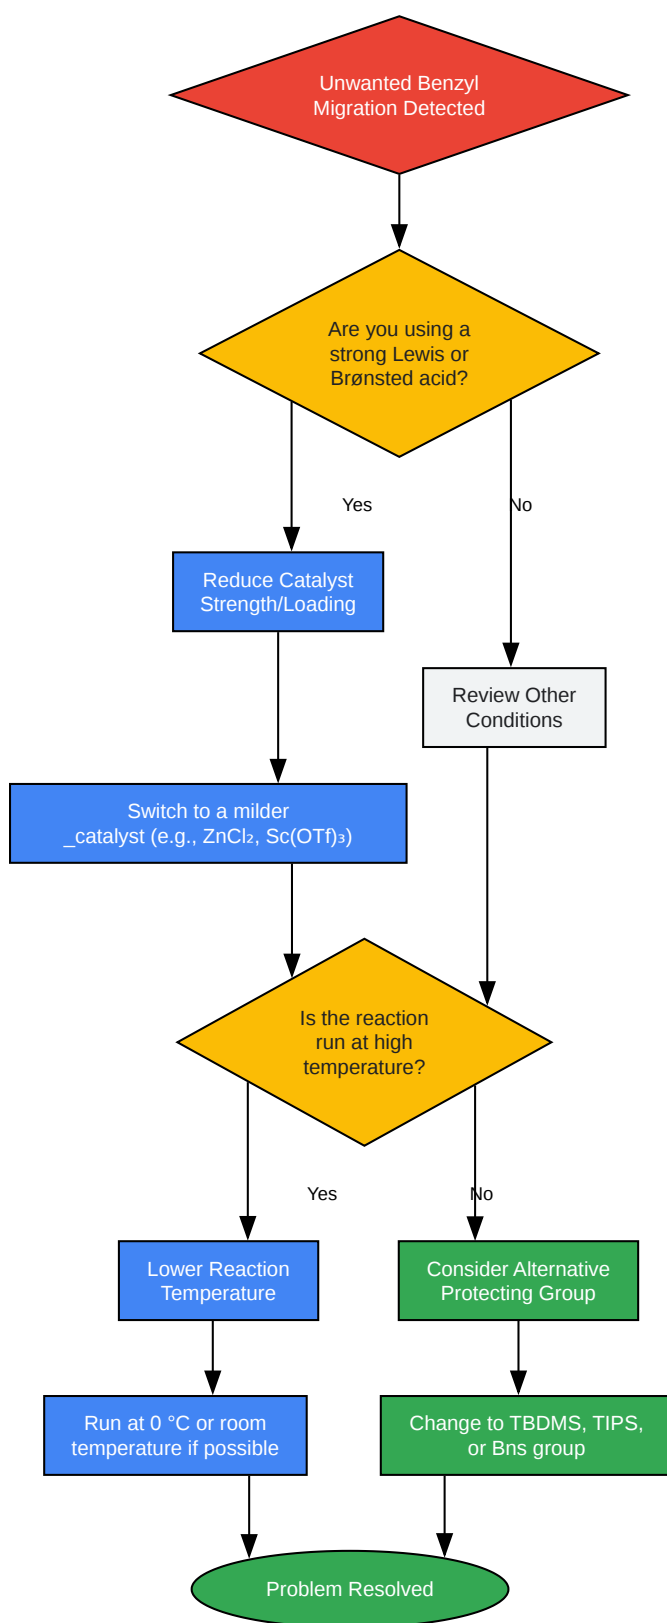 Unwanted Benzyl
Migration Detected
Are you using a
strong Lewis or
Brønsted acid?
Yes
No
Reduce Catalyst
Strength/Loading
Review Other
Conditions
Switch to a milder
_catalyst (e.g., ZnCl₂, Sc(OTf)₃)
Is the reaction
run at high
temperature?
Yes
No
Lower Reaction
Temperature
Consider Alternative
Protecting Group
Run at 0 °C or room
temperature if possible
Change to TBDMS, TIPS,
or Bns group
Problem Resolved